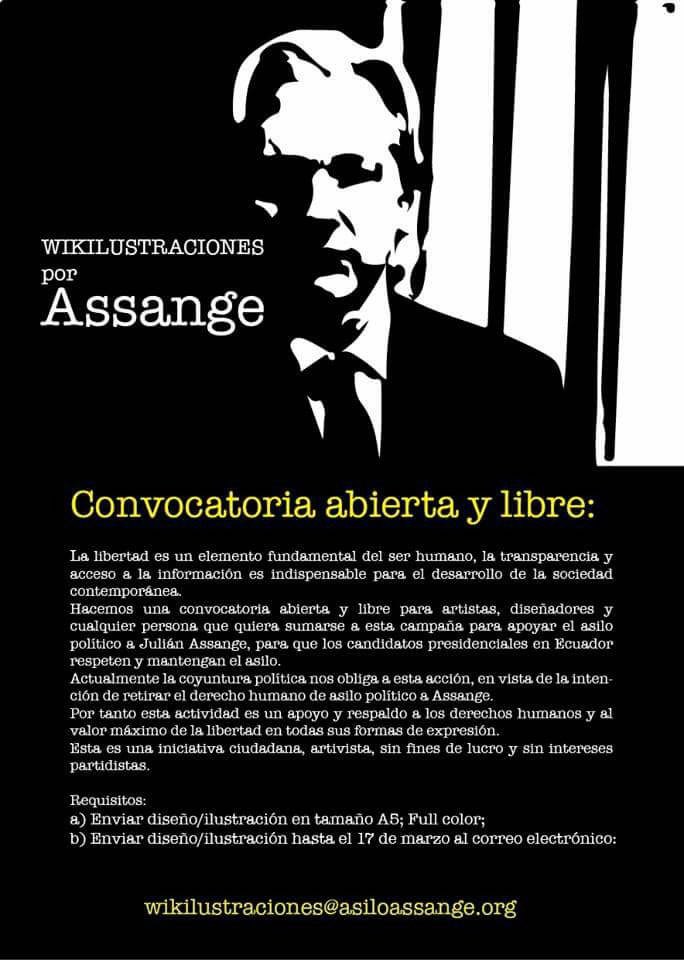 WIKILUSTRACIONES
por
Assange
Convocatoria abierta y libre:
La libertad es un elemento fundamental del ser humano, la transparencia y
acceso a la información es indispensable para el desarrollo de la sociedad
contemporánea.
Hacemos una convocatoria abierta y libre para artistas, diseñadores y
cualquier persona que quiera sumarse a esta campaña para apoyar el asilo
político a Julián Assange, para que los candidatos presidenciales en Ecuador
respeten y mantengan el asilo.
Actualmente la coyuntura política nos obliga a esta acción, en vista de la inten-
ción de retirar el derecho humano de asilo político a Assange.
Por tanto esta actividad es un apoyo y respaldo a los derechos humanos y al
valor máximo de la libertad en todas sus formas de expresión.
Esta es una iniciativa ciudadana, artivista, sin fines de lucro y sin intereses
partidistas.
Requisitos:
a) Enviar diseño/ilustración en tamaño A5; Full color;
b) Enviar diseño/ilustración hasta el 17 de marzo al correo electrónico:
wikilustraciones@asiloassange.org